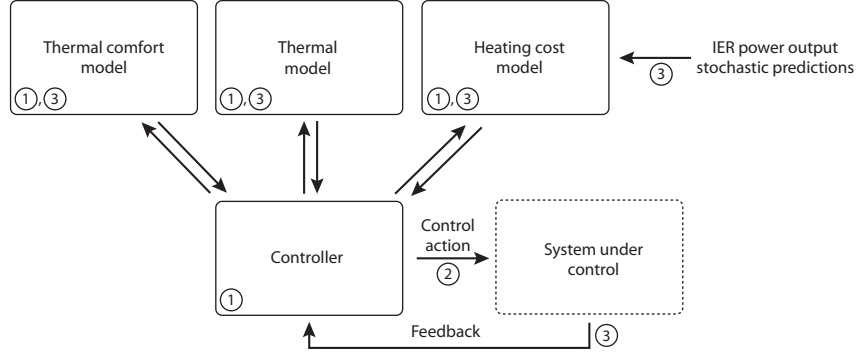 Thermal comfort
model
①,③
Thermal
model
①,③
Heating cost
model
①,③
IER power output
stochastic predictions
③
Controller
①
Control
action
②
System under
control
Feedback
③